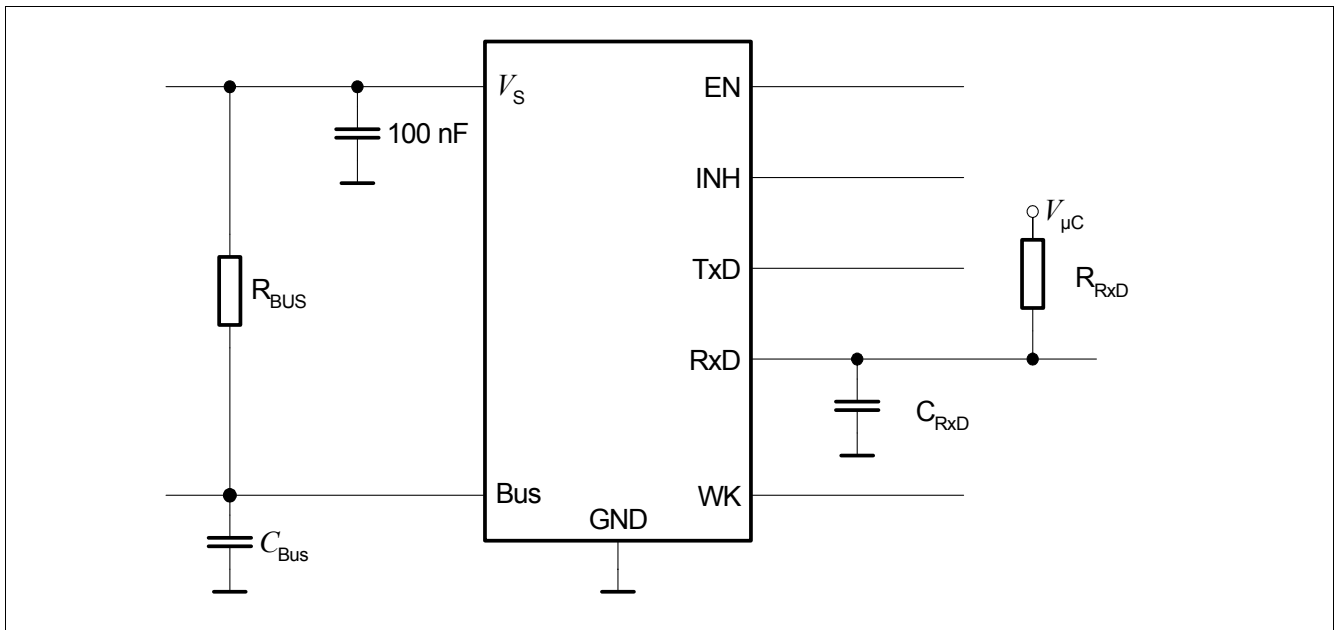 V_S
EN
100 nF
INH
V_µC
TxD
R_RxD
R_BUS
RxD
C_RxD
Bus
WK
GND
C_Bus